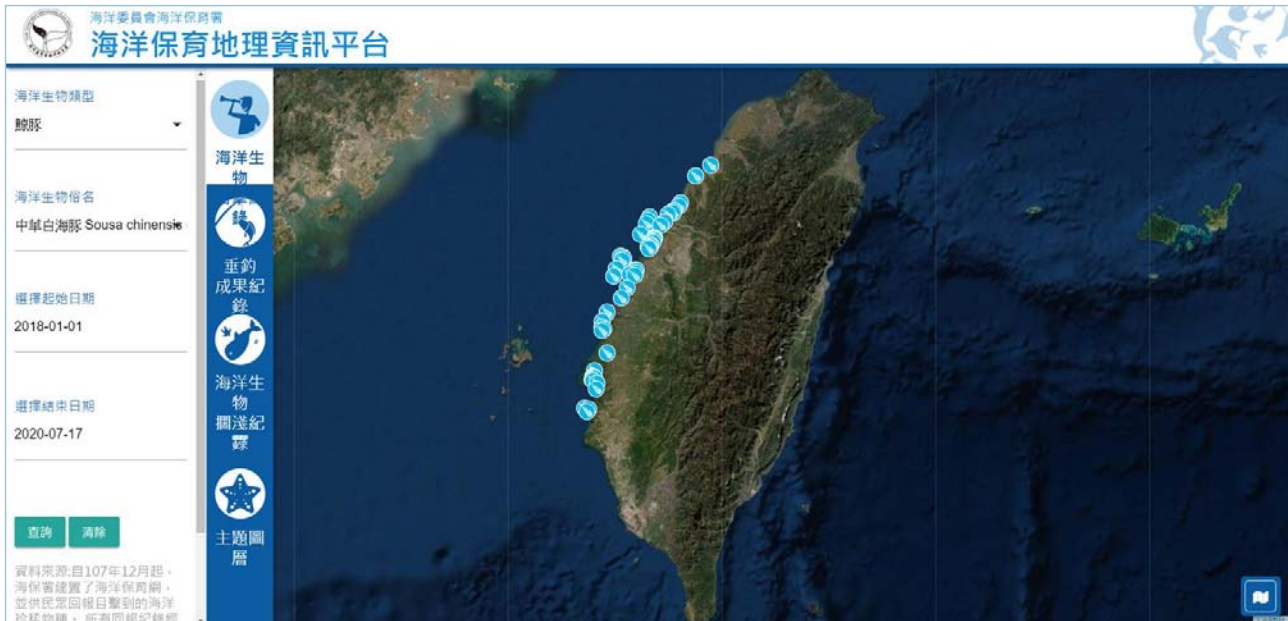 海洋委員會海洋保育署
海洋保育地理資訊平台
海洋生物類型
鯨豚
海洋生物俗名
中華白海豚 Sousa chinensis
選擇起始日期
2018-01-01
選擇結束日期
2020-07-17
查詢
清除
資料來源:自107年12月起,
海保署建置了海洋保育網,
並供民眾回報目擊到的海洋
海洋生
物
垂釣
成果紀
錄
海洋生
物
擱淺紀
錄
主題圖
層